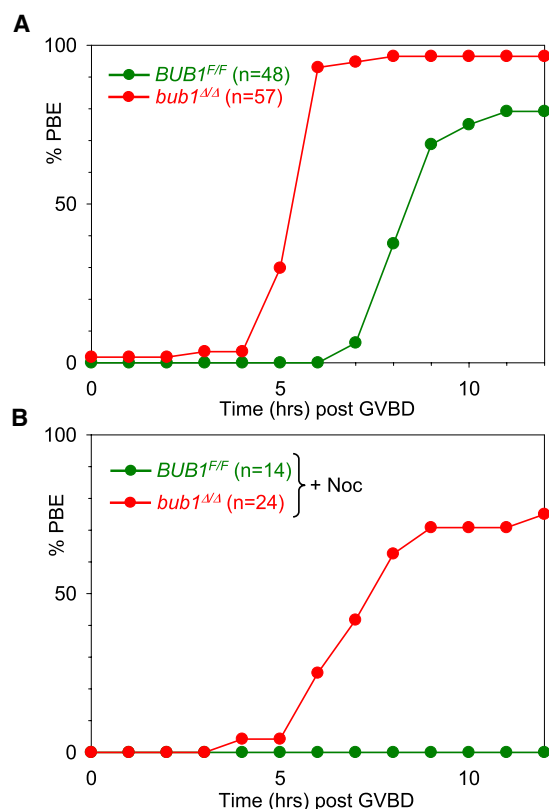 A
100
BUB1F/F (n=48)
bub1Δ/Δ (n=57)
% PBE
50
0
0 5 10
Time (hrs) post GVBD
B
100
BUB1F/F (n=14)
bub1Δ/Δ (n=24)
+ Noc
% PBE
50
0
0 5 10
Time (hrs) post GVBD